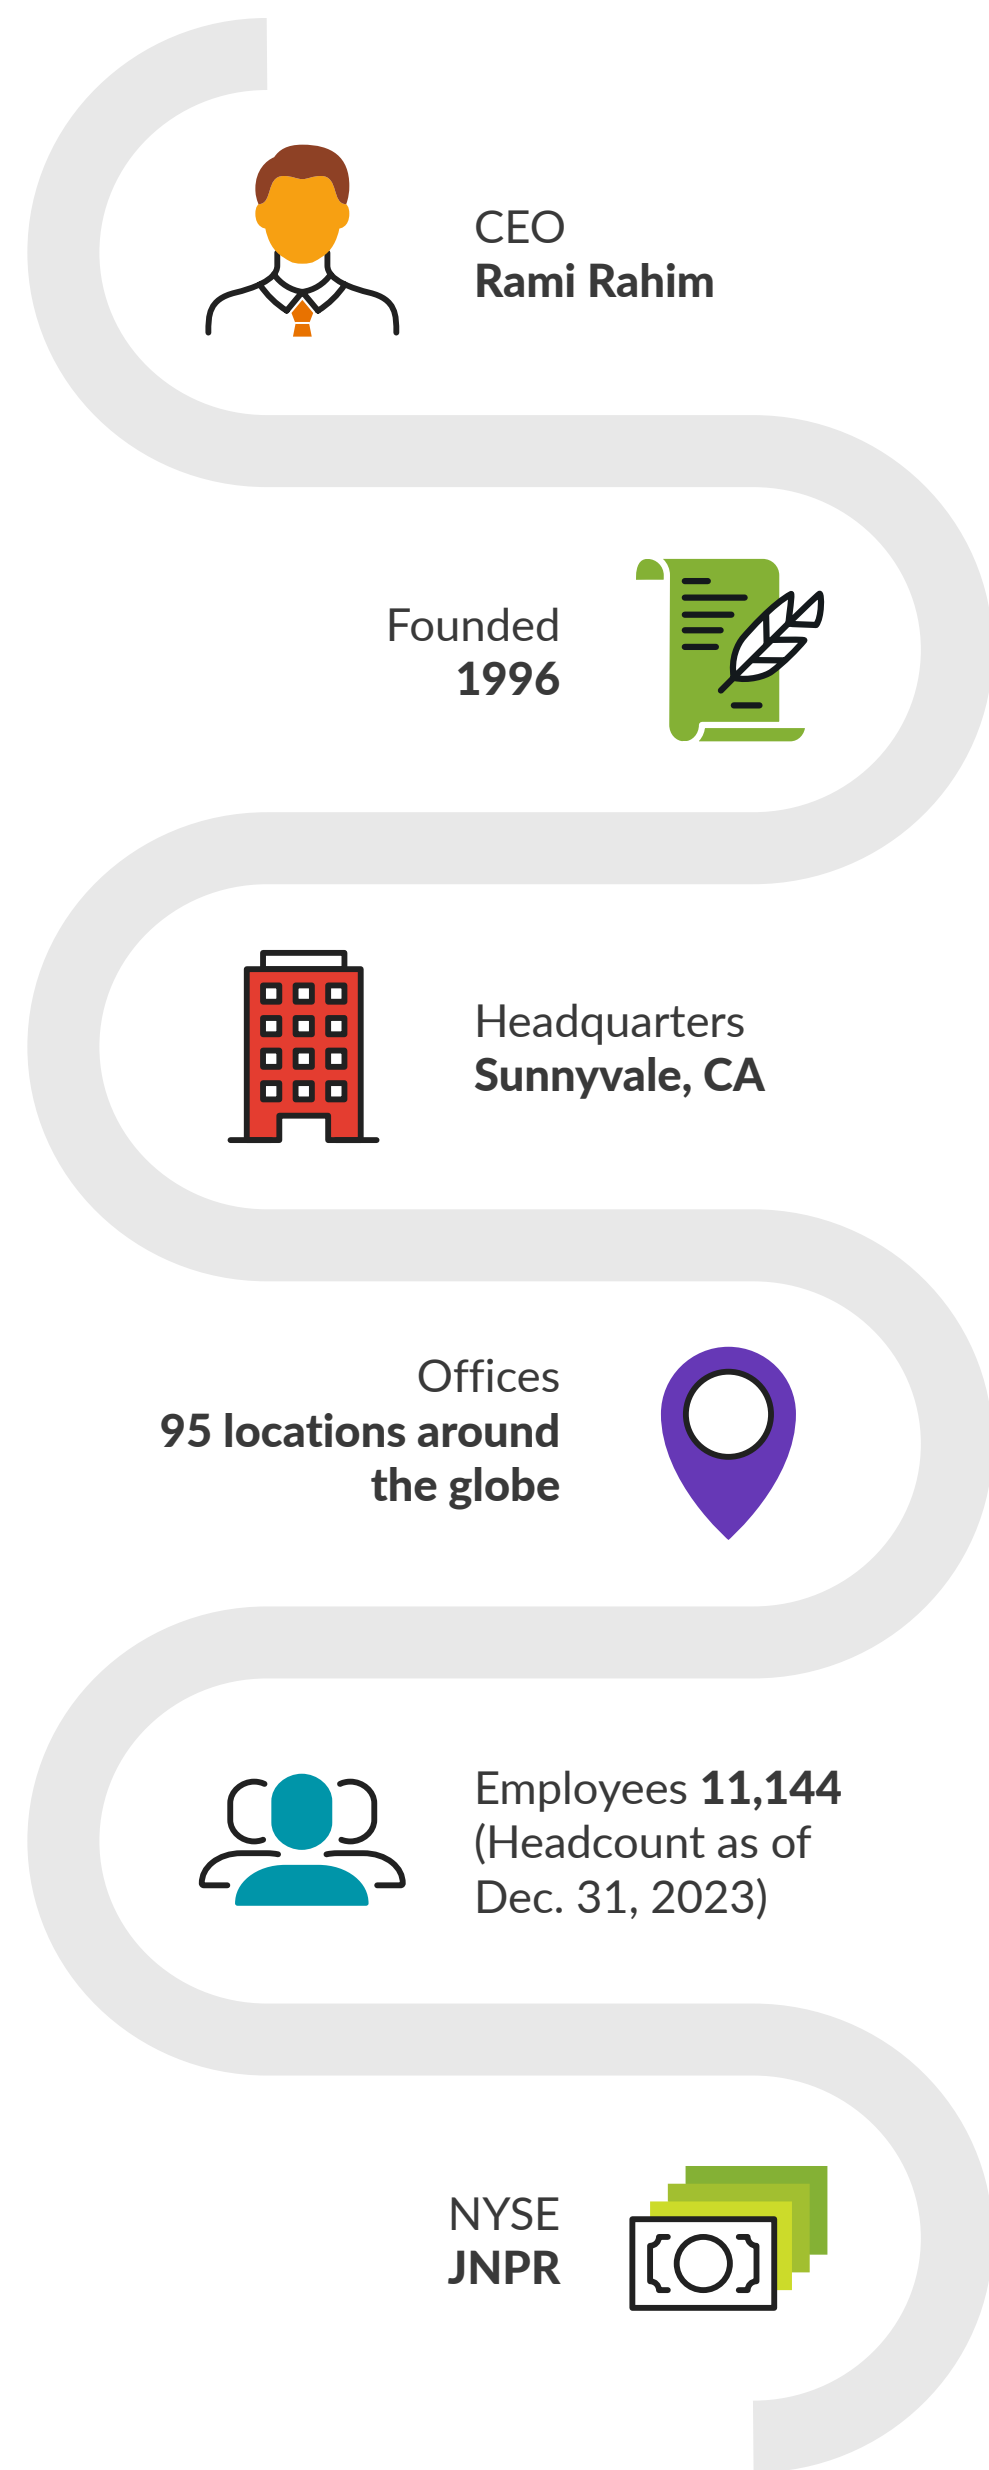 CEO
Rami Rahim
Founded
1996
Headquarters
Sunnyvale, CA
Offices
95 locations around
the globe
Employees 11,144
(Headcount as of
Dec. 31, 2023)
NYSE
JNPR